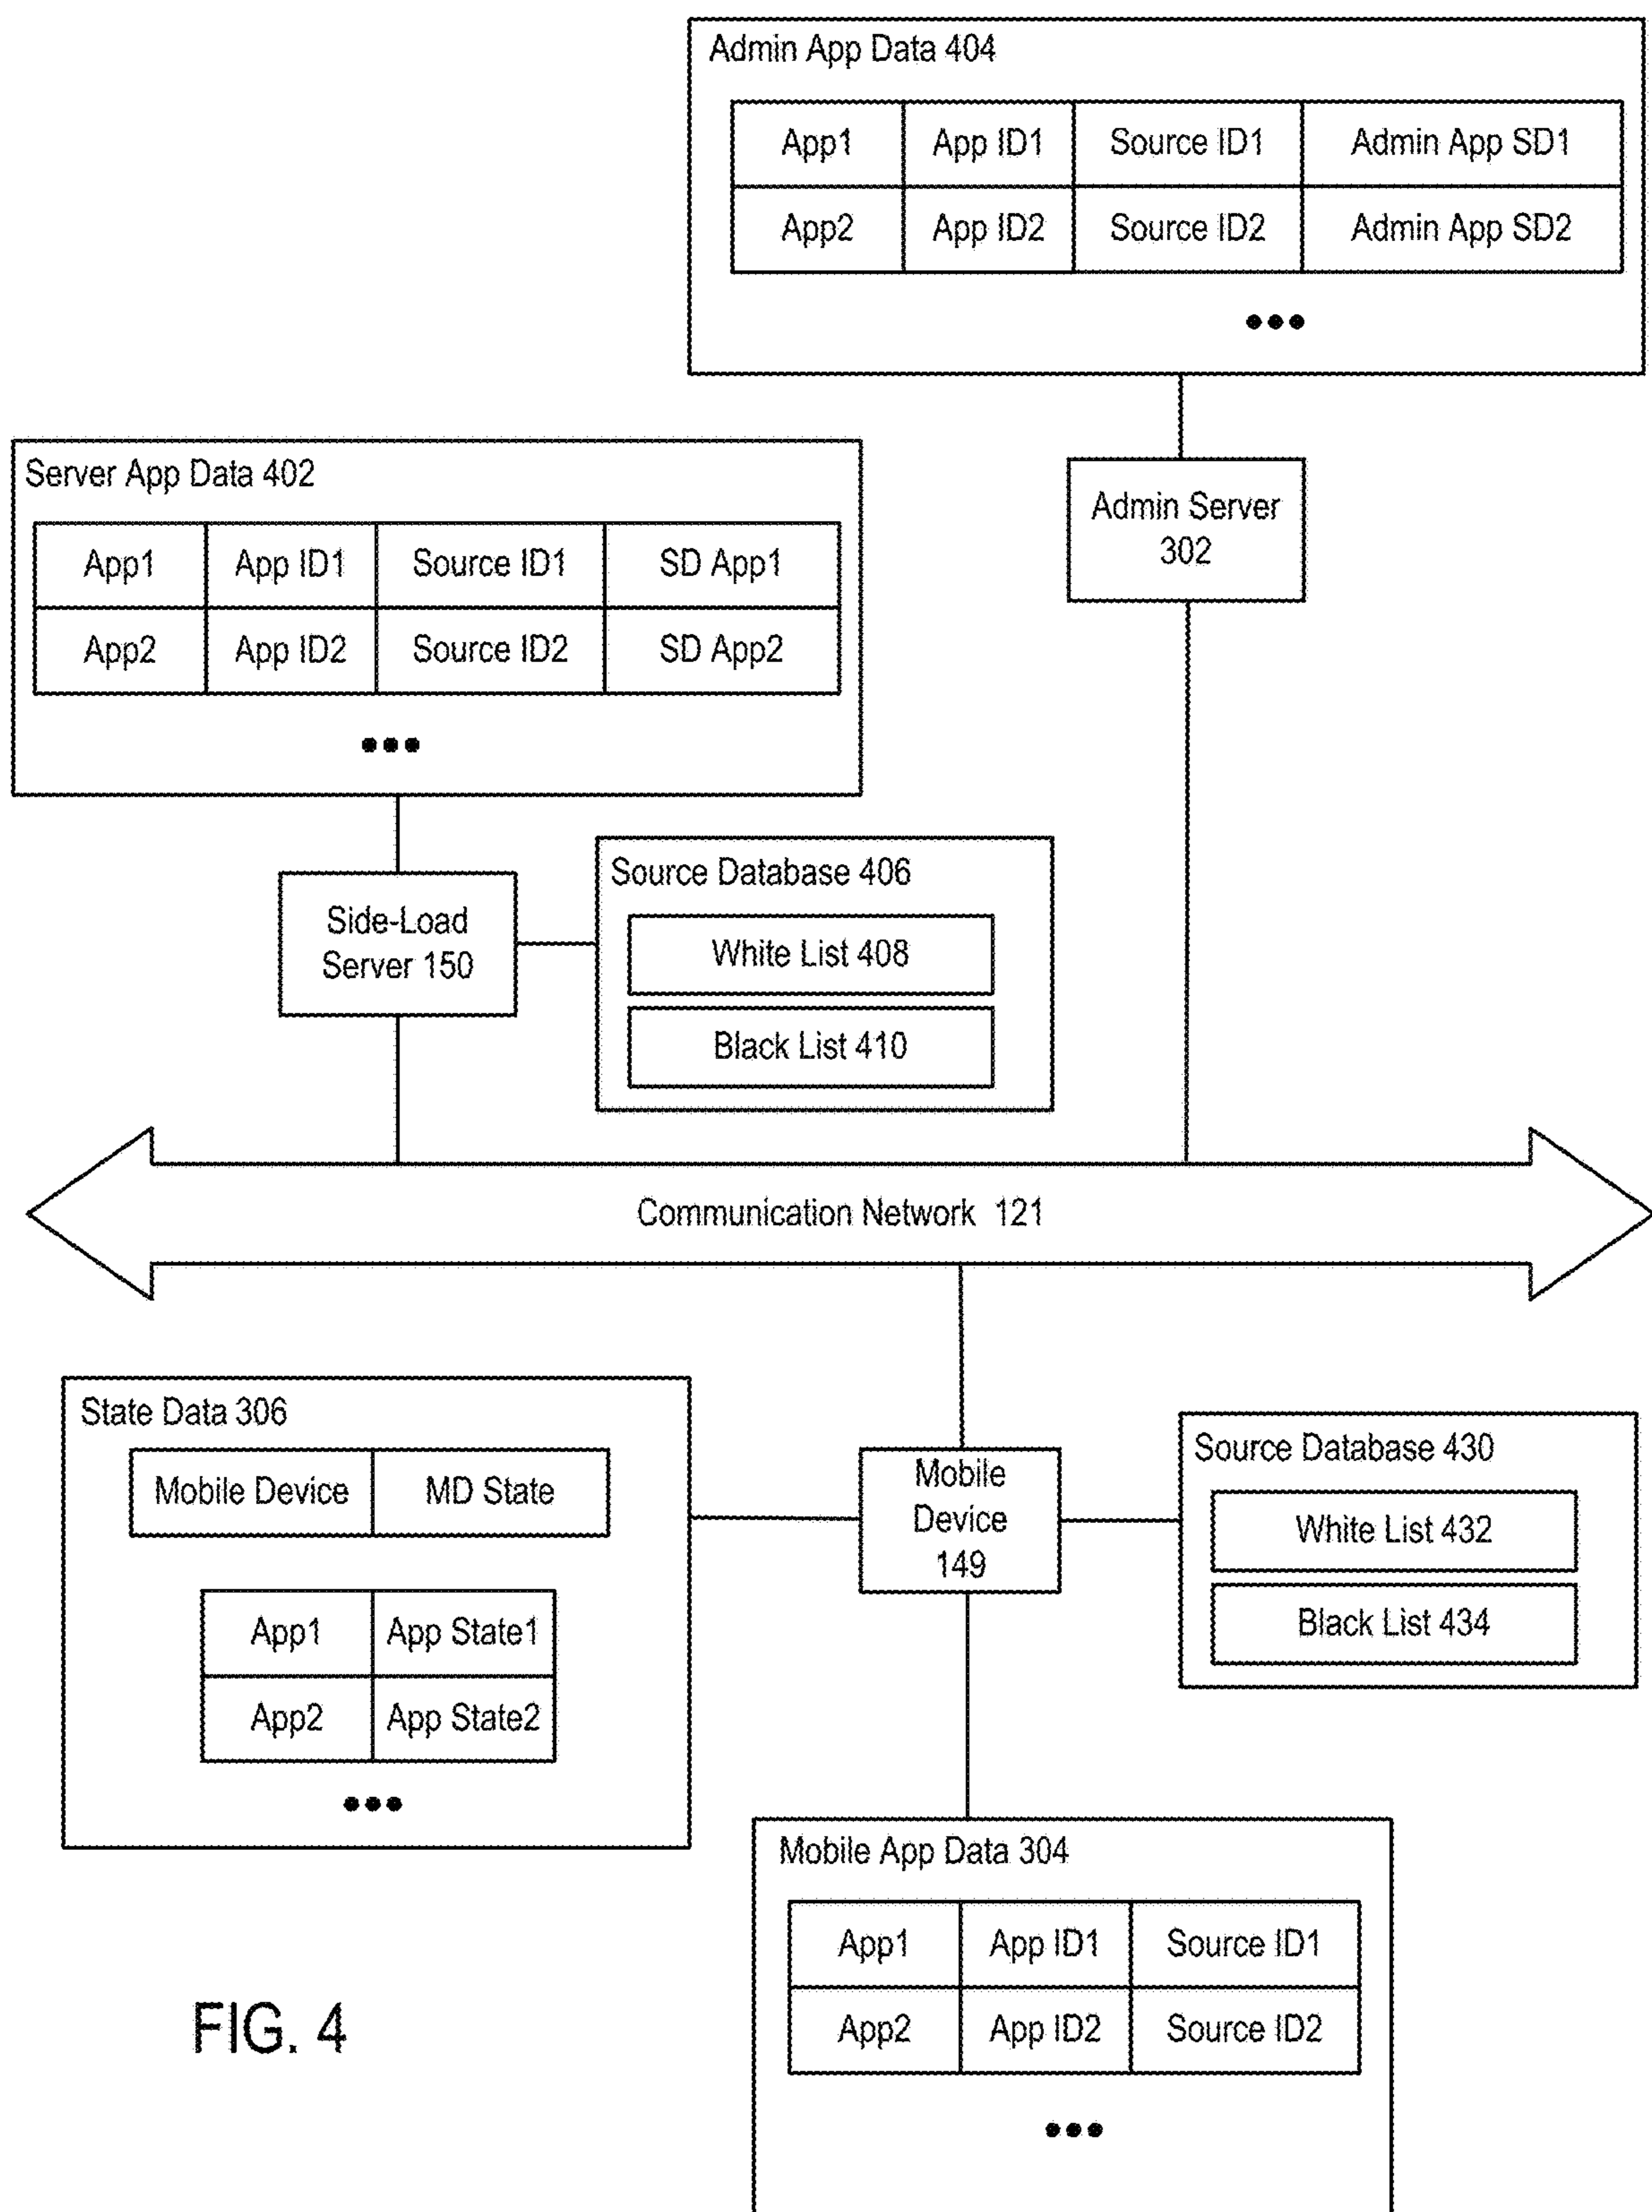 Admin App Data 404
App1 App ID1 Source ID1 Admin App SD1
App2 App ID2 Source ID2 Admin App SD2
•••
Server App Data 402
App1 App ID1 Source ID1 SD App1
App2 App ID2 Source ID2 SD App2
•••
Admin Server
302
Side-Load
Server 150
Source Database 406
White List 408
Black List 410
Communication Network 121
State Data 306
Mobile Device MD State
App1 App State1
App2 App State2
•••
Mobile
Device
149
Source Database 430
White List 432
Black List 434
Mobile App Data 304
App1 App ID1 Source ID1
App2 App ID2 Source ID2
•••
FIG. 4